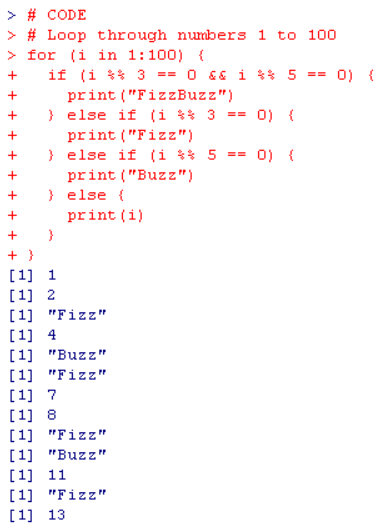 > # CODE
> # Loop through numbers 1 to 100
> for (i in 1:100) {
+   if (i %% 3 == 0 && i %% 5 == 0) {
+     print("FizzBuzz")
+   } else if (i %% 3 == 0) {
+     print("Fizz")
+   } else if (i %% 5 == 0) {
+     print("Buzz")
+   } else {
+     print(i)
+   }
+ }
[1] 1
[1] 2
[1] "Fizz"
[1] 4
[1] "Buzz"
[1] "Fizz"
[1] 7
[1] 8
[1] "Fizz"
[1] "Buzz"
[1] 11
[1] "Fizz"
[1] 13